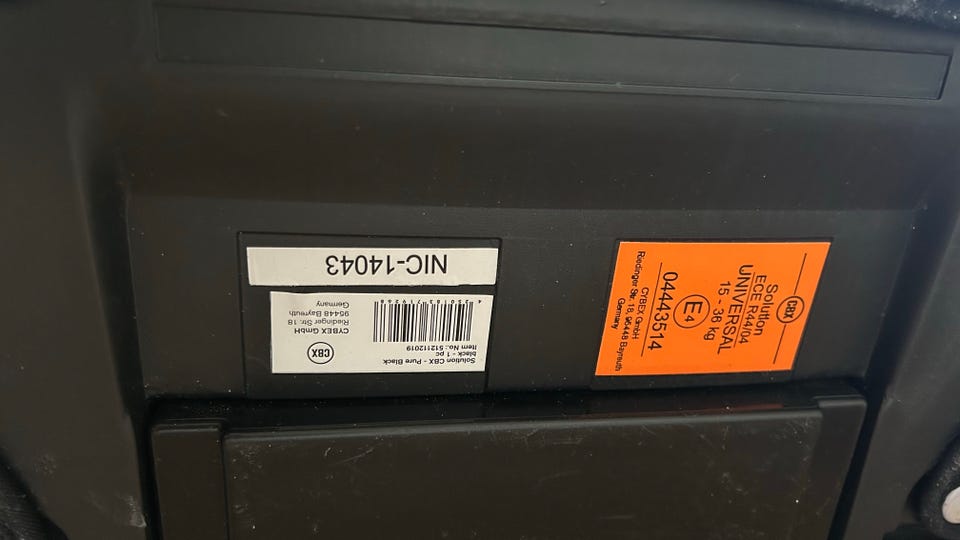 NIC-14043
Solution CBX - Pure Black
black, 1 pc
Item No.: 512112019
CBX
CYBEX GmbH
Riedinger Str. 18
95448 Bayreuth
Germany
CBX
Solution
ECE R44/04
UNIVERSAL
15 - 36 kg
E4
04443514
CYBEX GmbH
Riedinger Str. 18, 95448 Bayreuth
Germany